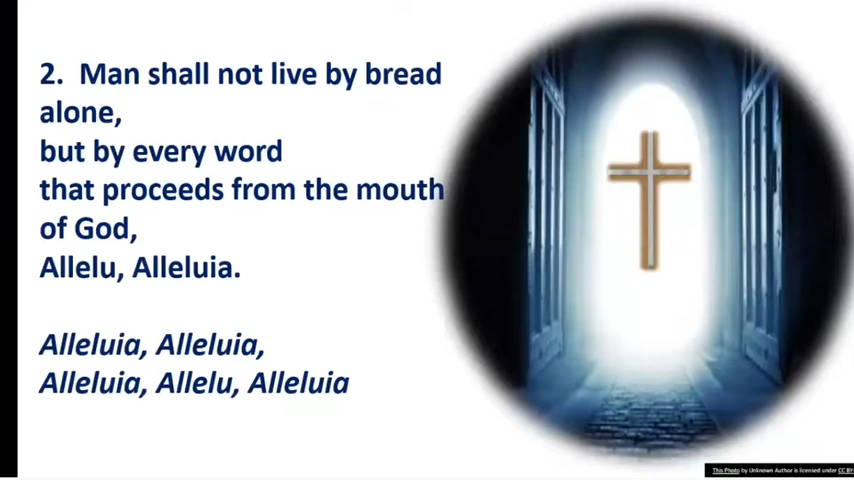 2. Man shall not live by bread
alone,
but by every word
that proceeds from the mouth
of God,
Allelu, Alleluia.
Alleluia, Alleluia,
Alleluia, Allelu, Alleluia
This Photo by Unknown Author is licensed under CC BY-